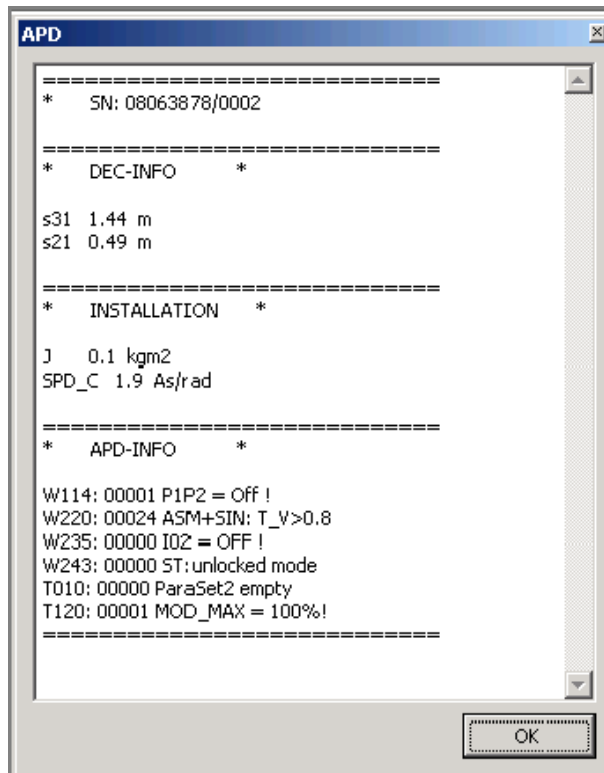 APD
============================
* SN: 08063878/0002
============================
* DEC-INFO *
s31 1.44 m
s21 0.49 m
============================
* INSTALLATION *
J 0.1 kgm2
SPD_C 1.9 As/rad
============================
* APD-INFO *
W114: 00001 P1P2 = Off !
W220: 00024 ASM+SIN: T_V>0.8
W235: 00000 I02 = OFF !
W243: 00000 ST: unlocked mode
T010: 00000 ParaSet2 empty
T120: 00001 MOD_MAX = 100%!
============================
OK